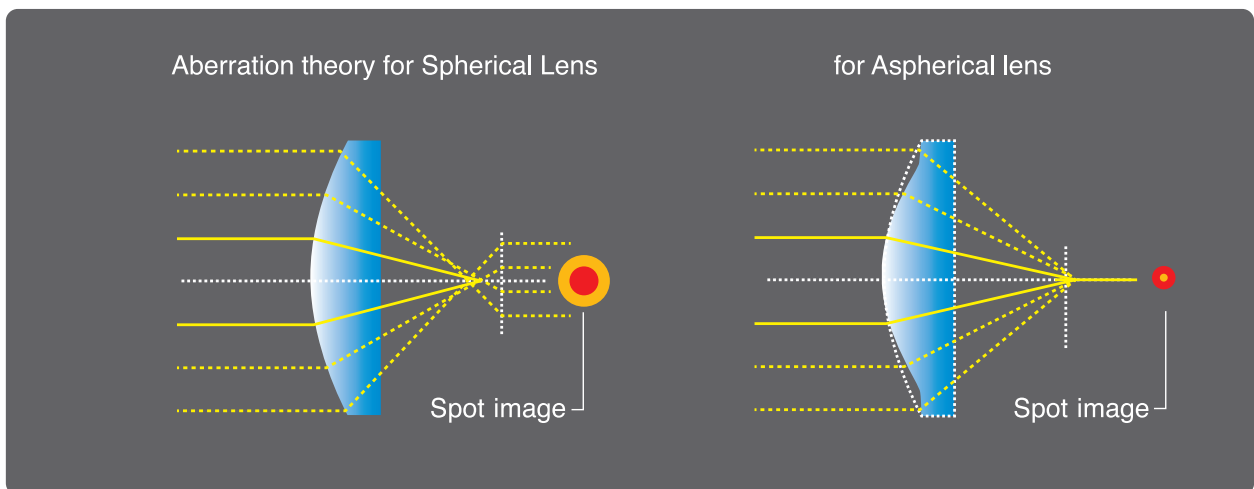 Aberration theory for Spherical Lens
for Aspherical lens
Spot image
Spot image